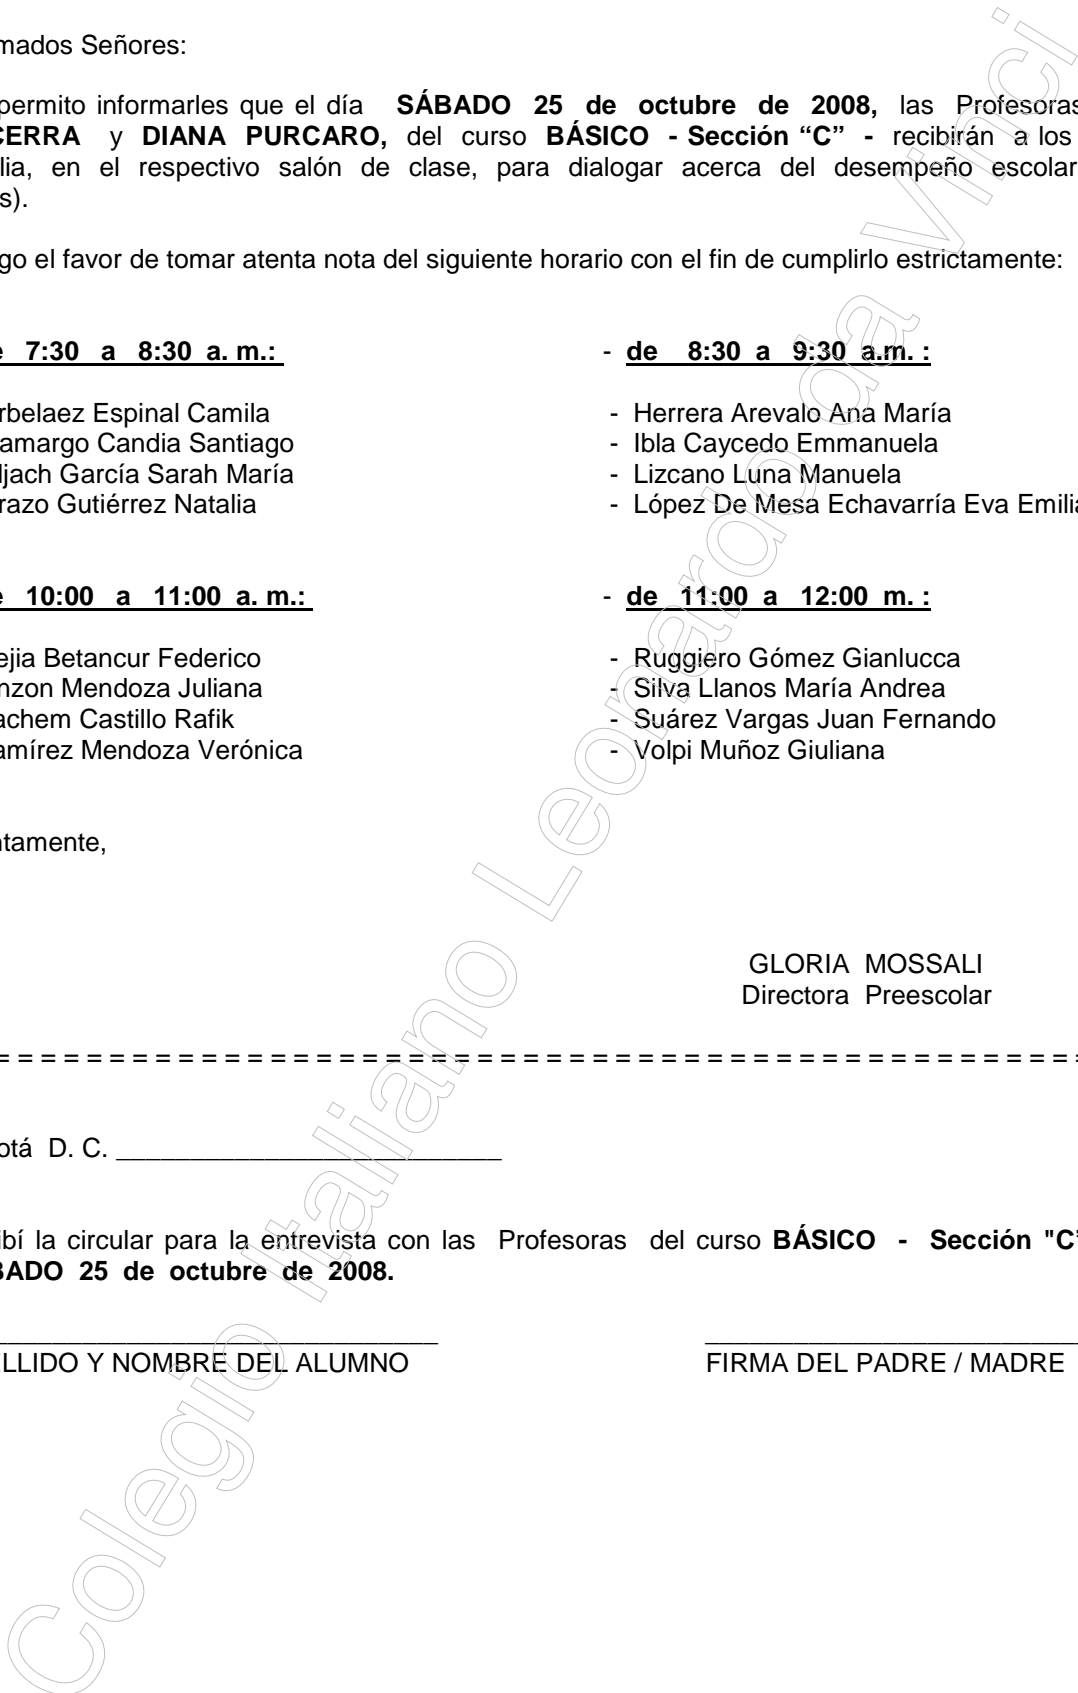 mados Señores:
permito informarles que el día SÁBADO 25 de octubre de 2008, las Profesoras
CERRA y DIANA PURCARO, del curso BÁSICO - Sección “C” - recibirán a los
lia, en el respectivo salón de clase, para dialogar acerca del desempeño escolar
s).
go el favor de tomar atenta nota del siguiente horario con el fin de cumplirlo estrictamente:
e 7:30 a 8:30 a. m.: - de 8:30 a 9:30 a.m. :
rbelaez Espinal Camila - Herrera Arevalo Ana María
amargo Candia Santiago - Ibla Caycedo Emmanuela
ljach García Sarah María - Lizcano Luna Manuela
razo Gutiérrez Natalia - López De Mesa Echavarría Eva Emilia
e 10:00 a 11:00 a. m.: - de 11:00 a 12:00 m. :
ejia Betancur Federico - Ruggiero Gómez Gianlucca
nzon Mendoza Juliana - Silva Llanos María Andrea
achem Castillo Rafik - Suárez Vargas Juan Fernando
amírez Mendoza Verónica - Volpi Muñoz Giuliana
ntamente,
GLORIA MOSSALI
Directora Preescolar
= = = = = = = = = = = = = = = = = = = = = = = = = = = = = = = = = = = = = = = = = = = = = = =
otá D. C. __________________________
ibí la circular para la entrevista con las Profesoras del curso BÁSICO - Sección "C"
BADO 25 de octubre de 2008.
______________________________ __________________________
LLIDO Y NOMBRE DEL ALUMNO FIRMA DEL PADRE / MADRE
Colegio Italiano Leonardo da Vinci